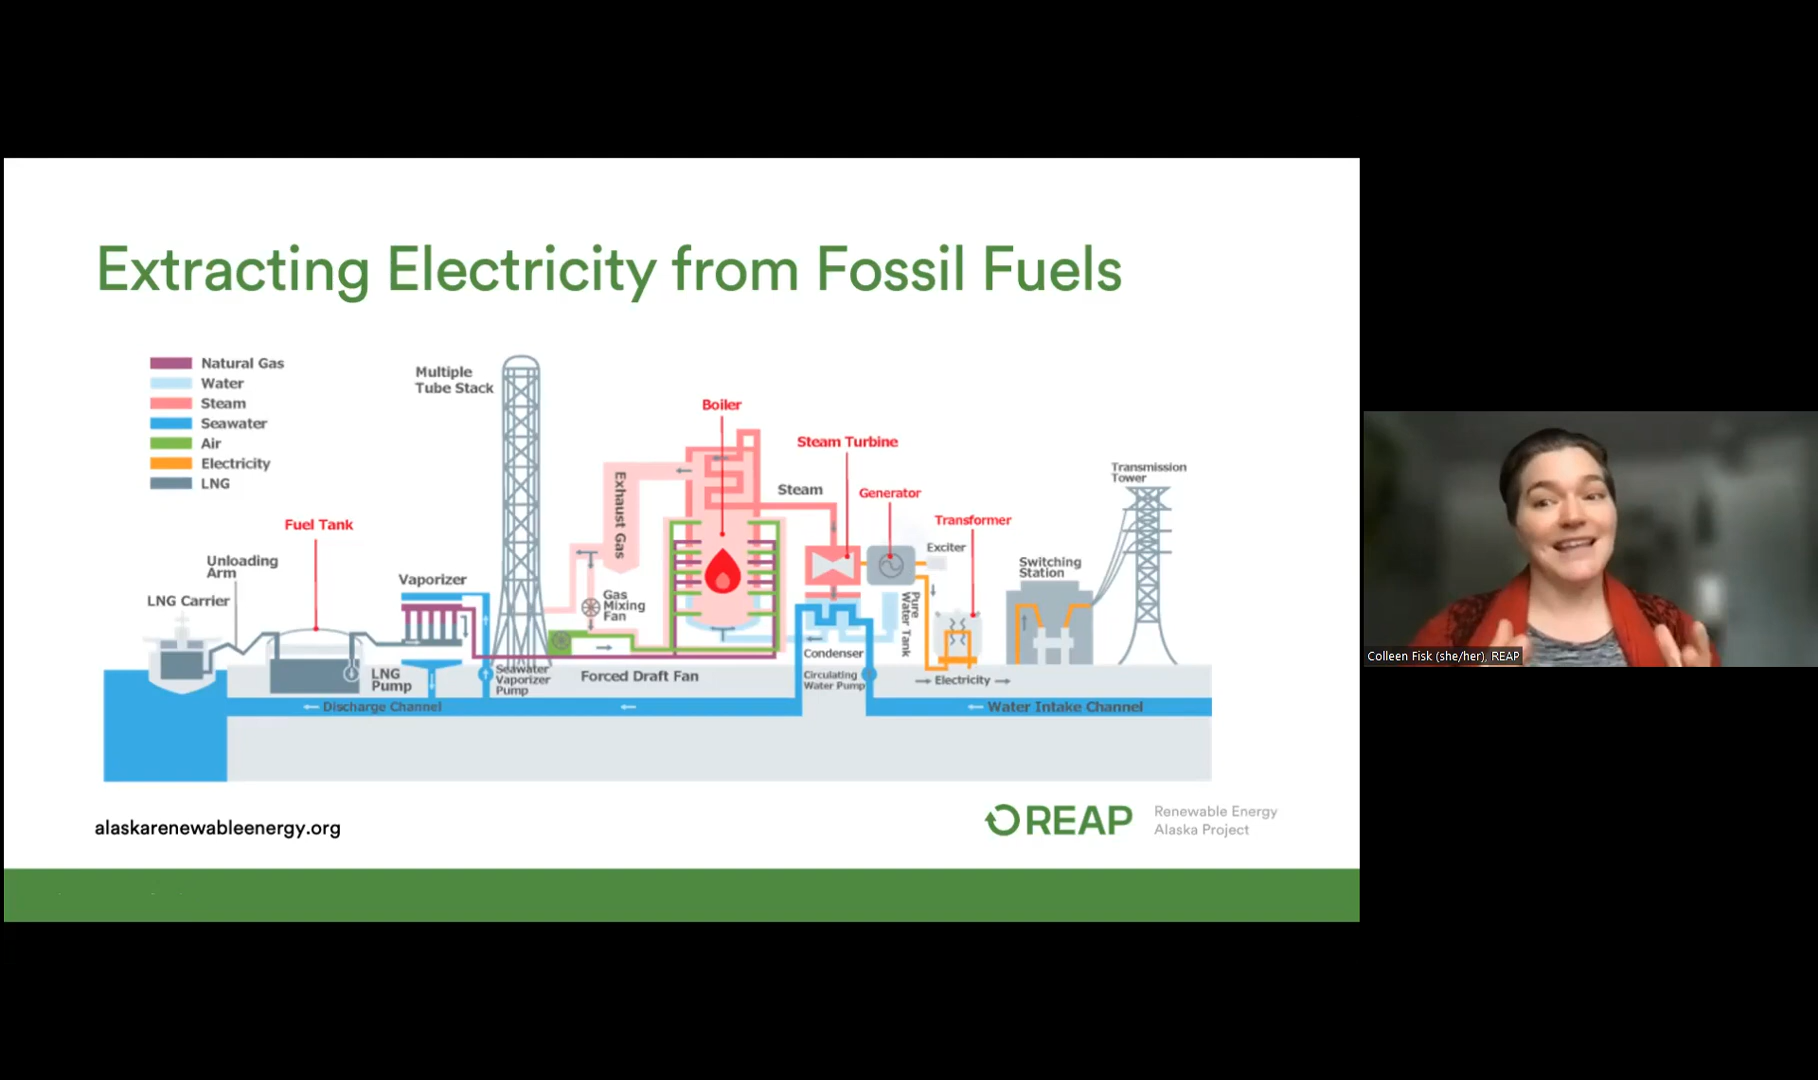 Extracting Electricity from Fossil Fuels
Natural Gas
Water
Steam
Seawater
Air
Electricity
LNG
Multiple
Tube Stack
Boiler
Steam Turbine
Exhaust Gas
Steam
Generator
Transformer
Transmission
Tower
Fuel Tank
Unloading
Arm
Vaporizer
Exciter
Switching
Station
LNG Carrier
Gas
Mixing
Fan
Pure
Water Tank
Condenser
LNG
Pump
Seawater
Vaporizer
Pump
Forced Draft Fan
Circulating
Water Pump
Electricity
Discharge Channel
Water Intake Channel
alaskarenewableenergy.org
REAP
Renewable Energy
Alaska Project
Colleen Fisk (she/her), REAP